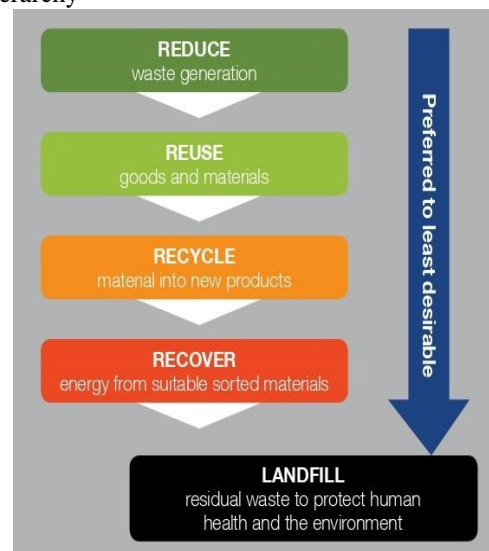 REDUCE
waste generation
REUSE
goods and materials
RECYCLE
material into new products
RECOVER
energy from suitable sorted materials
LANDFILL
residual waste to protect human
health and the environment
Preferred to least desirable